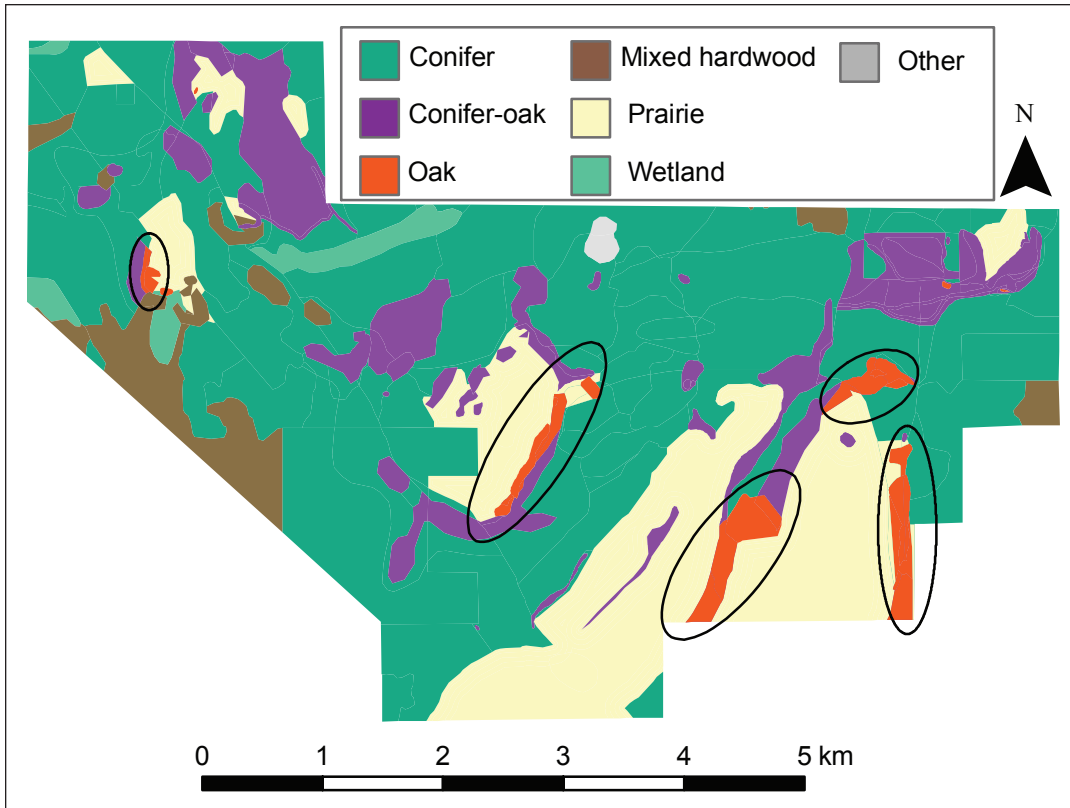 Conifer
Mixed hardwood
Other
Conifer-oak
Prairie
Oak
Wetland
N
0 1 2 3 4 5 km